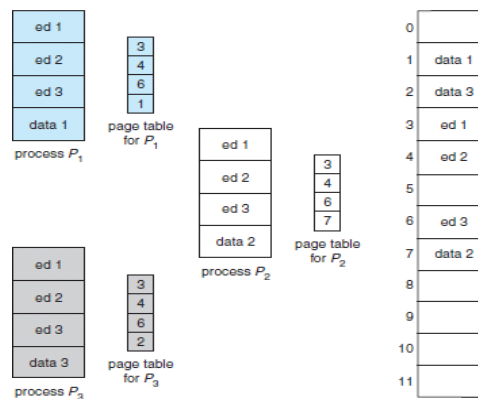 ed 1
ed 2
ed 3
data 1
process P1
3
4
6
1
page table
for P1
ed 1
ed 2
ed 3
data 2
process P2
3
4
6
7
page table
for P2
ed 1
ed 2
ed 3
data 3
process P3
3
4
6
2
page table
for P3
0
1 data 1
2 data 3
3 ed 1
4 ed 2
5
6 ed 3
7 data 2
8
9
10
11